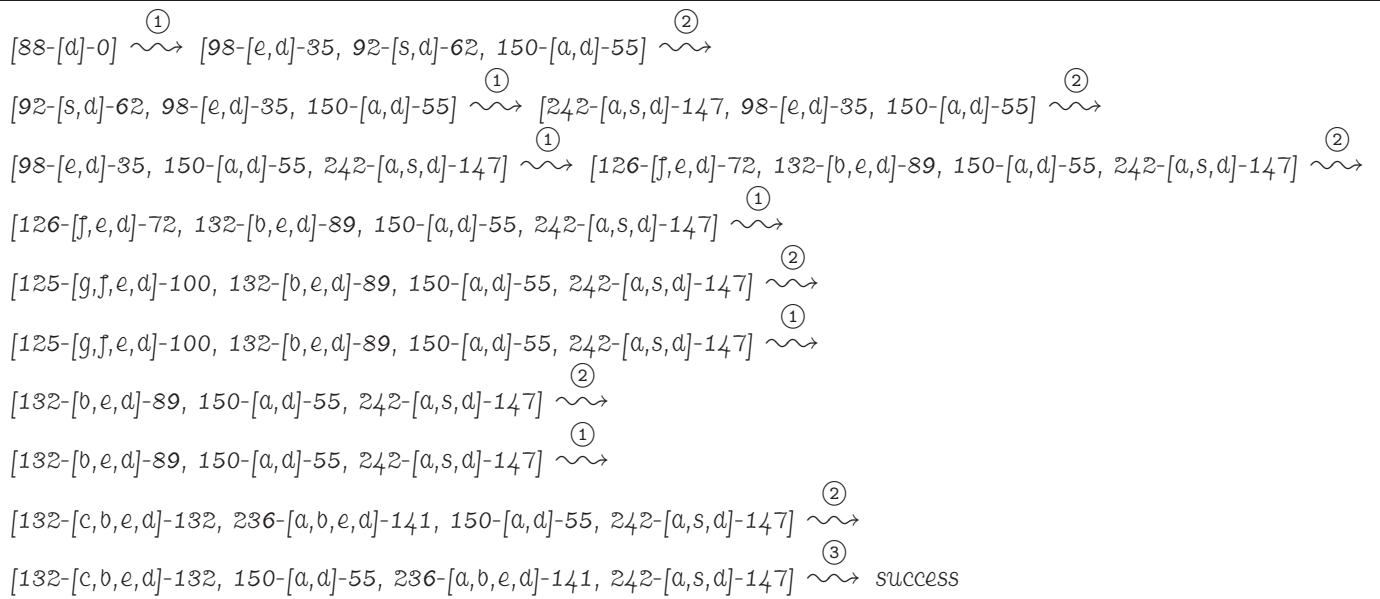 [88-[d]-0] ①⇝ [98-[e,d]-35, 92-[s,d]-62, 150-[a,d]-55] ②⇝
[92-[s,d]-62, 98-[e,d]-35, 150-[a,d]-55] ①⇝ [242-[a,s,d]-147, 98-[e,d]-35, 150-[a,d]-55] ②⇝
[98-[e,d]-35, 150-[a,d]-55, 242-[a,s,d]-147] ①⇝ [126-[f,e,d]-72, 132-[b,e,d]-89, 150-[a,d]-55, 242-[a,s,d]-147] ②⇝
[126-[f,e,d]-72, 132-[b,e,d]-89, 150-[a,d]-55, 242-[a,s,d]-147] ①⇝
[125-[g,f,e,d]-100, 132-[b,e,d]-89, 150-[a,d]-55, 242-[a,s,d]-147] ②⇝
[125-[g,f,e,d]-100, 132-[b,e,d]-89, 150-[a,d]-55, 242-[a,s,d]-147] ①⇝
[132-[b,e,d]-89, 150-[a,d]-55, 242-[a,s,d]-147] ②⇝
[132-[b,e,d]-89, 150-[a,d]-55, 242-[a,s,d]-147] ①⇝
[132-[c,b,e,d]-132, 236-[a,b,e,d]-141, 150-[a,d]-55, 242-[a,s,d]-147] ②⇝
[132-[c,b,e,d]-132, 150-[a,d]-55, 236-[a,b,e,d]-141, 242-[a,s,d]-147] ③⇝ success